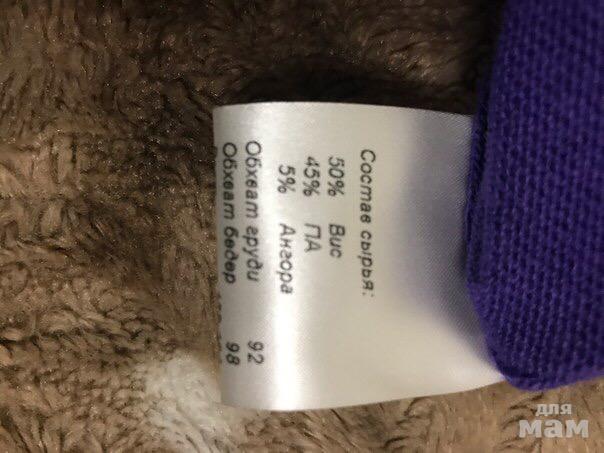 Состав сырья:
50% Вис
45% ПА
5% Ангора
Обхват груди 92
Обхват бедер 98
для
мам